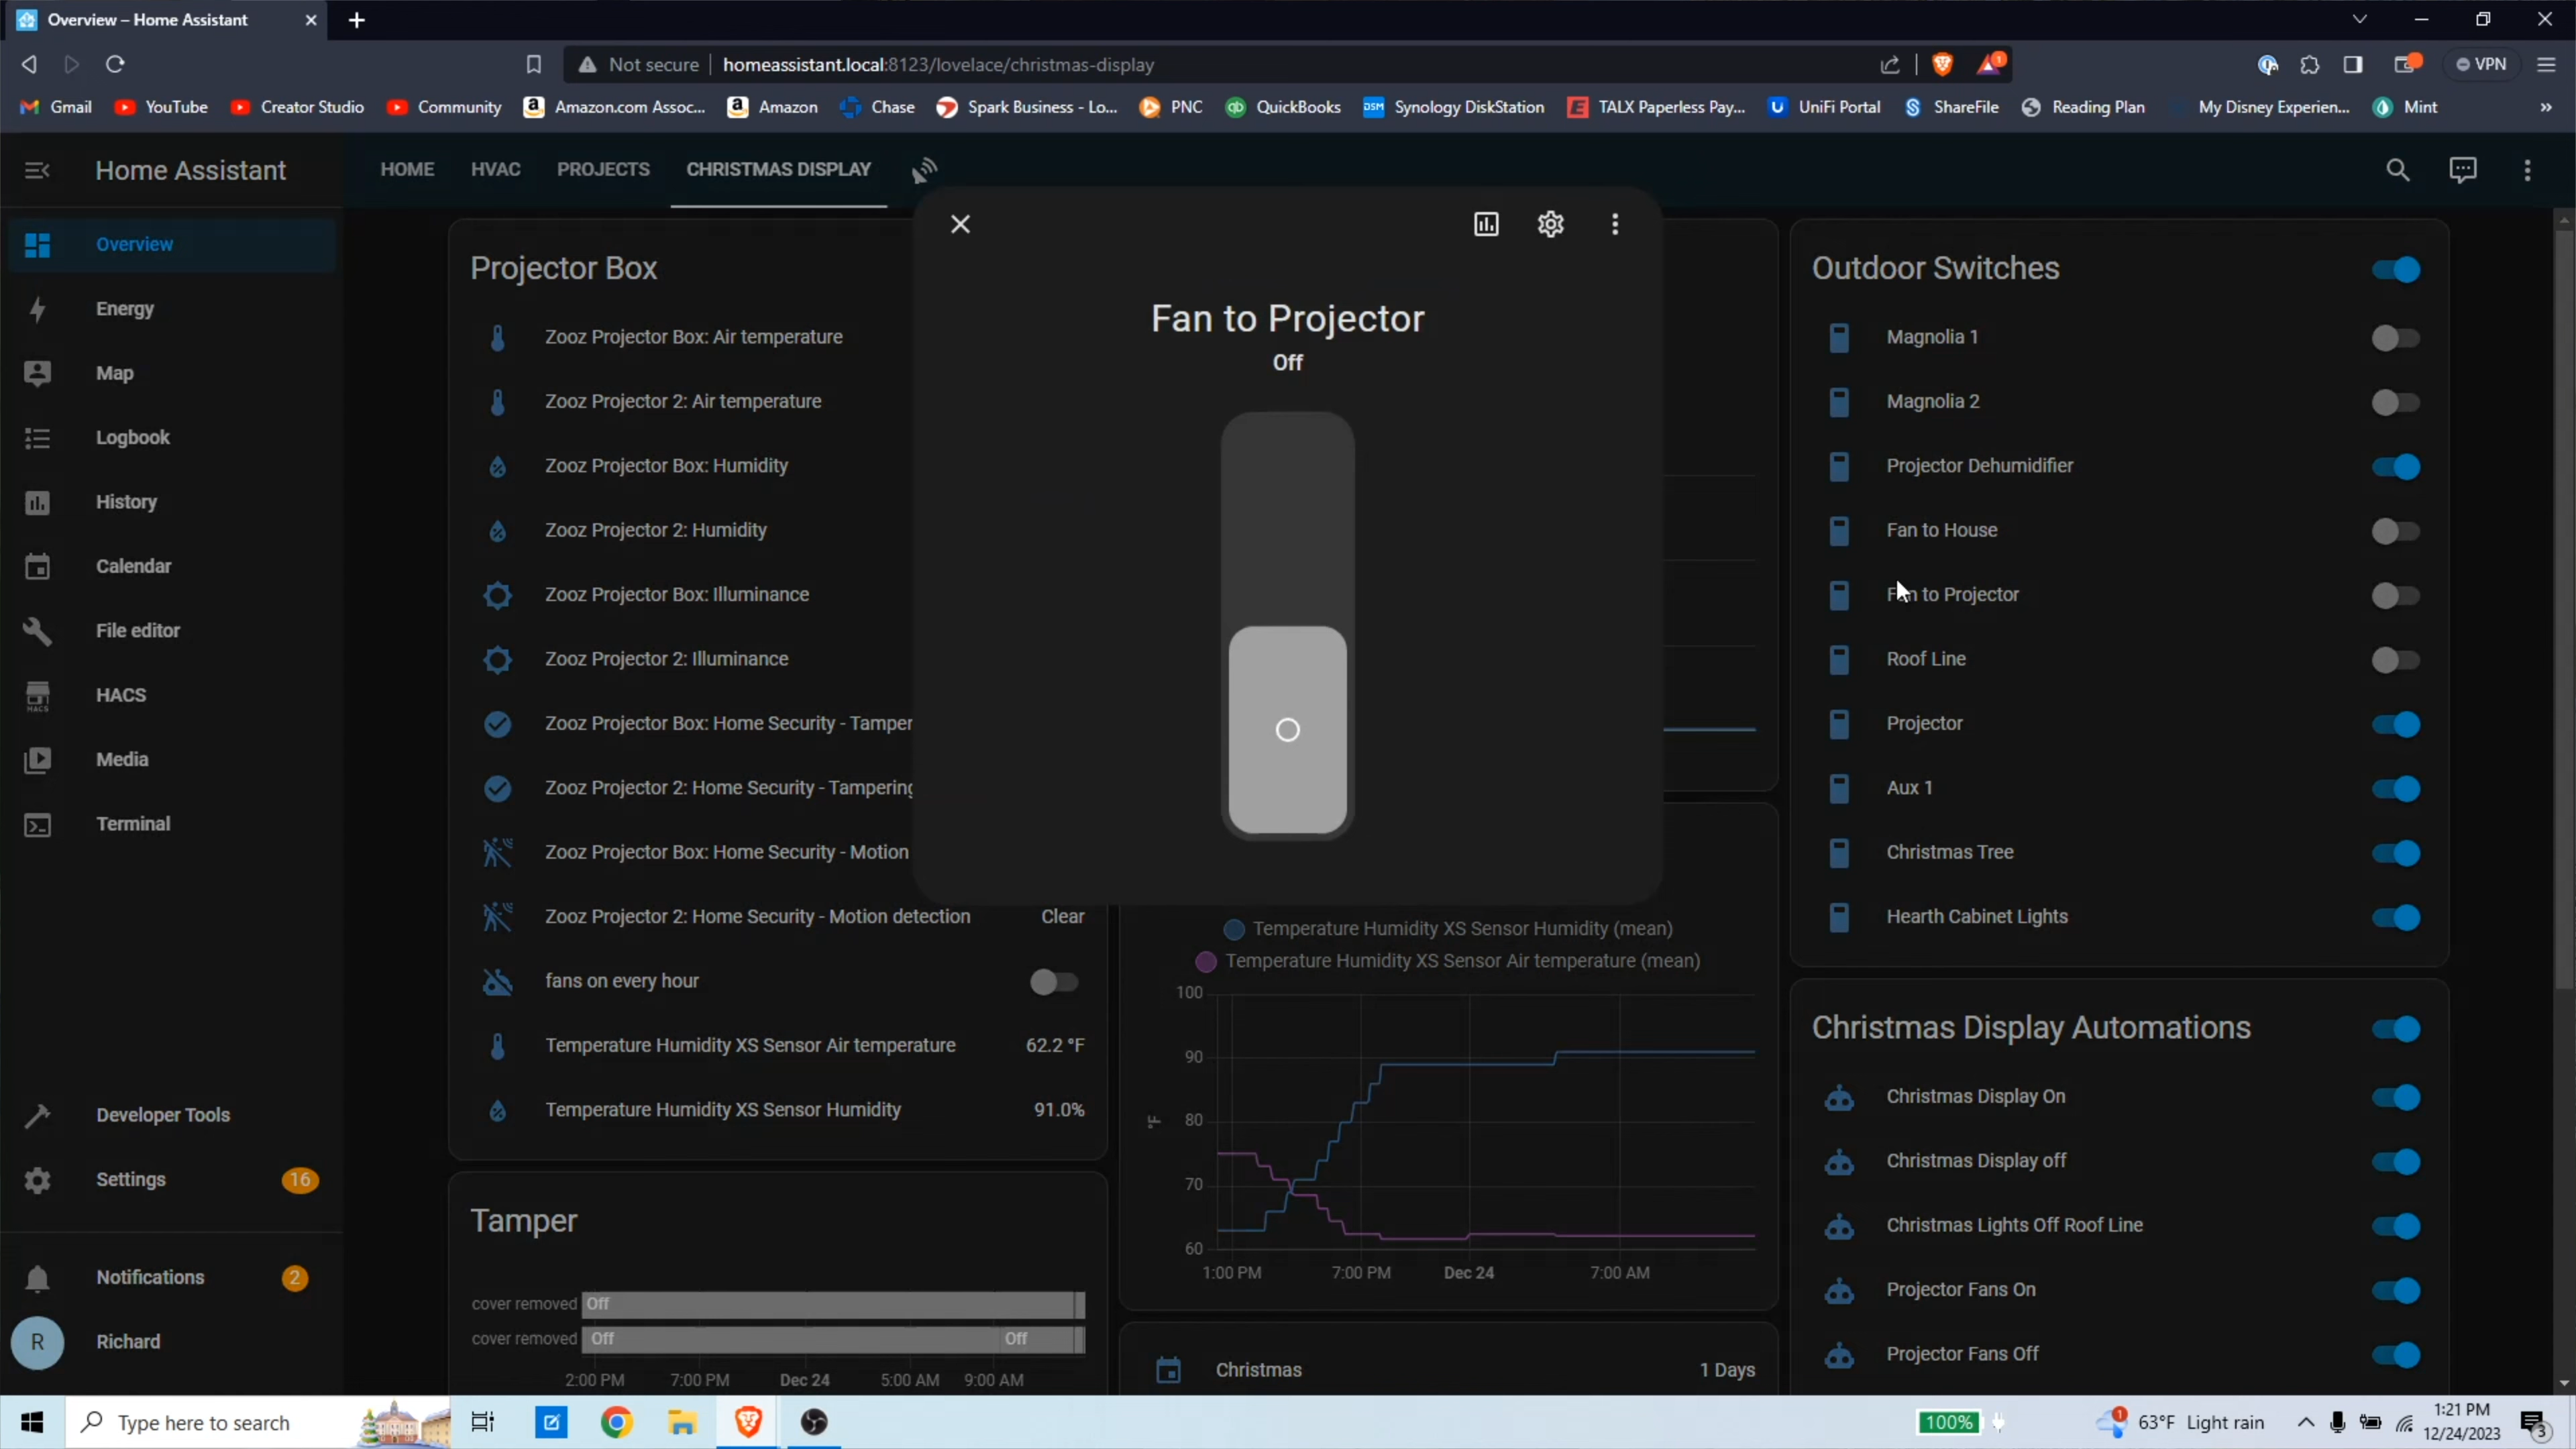 Overview – Home Assistant
Not secure
homeassistant.local:8123/lovelace/christmas-display
VPN
Gmail YouTube Creator Studio Community Amazon.com Assoc... Amazon Chase Spark Business - Lo... PNC QuickBooks Synology DiskStation TALX Paperless Pay... UniFi Portal ShareFile Reading Plan My Disney Experien... Mint
Home Assistant
HOME HVAC PROJECTS CHRISTMAS DISPLAY
Overview
Energy
Map
Logbook
History
Calendar
File editor
HACS
Media
Terminal
Developer Tools
Settings 16
Notifications 2
R Richard
Projector Box
Zooz Projector Box: Air temperature
Zooz Projector 2: Air temperature
Zooz Projector Box: Humidity
Zooz Projector 2: Humidity
Zooz Projector Box: Illuminance
Zooz Projector 2: Illuminance
Zooz Projector Box: Home Security - Tamper
Zooz Projector 2: Home Security - Tampering
Zooz Projector Box: Home Security - Motion
Zooz Projector 2: Home Security - Motion detection Clear
fans on every hour
Temperature Humidity XS Sensor Air temperature 62.2 °F
Temperature Humidity XS Sensor Humidity 91.0%
Tamper
cover removed Off
cover removed Off Off
2:00 PM 7:00 PM Dec 24 5:00 AM 9:00 AM
Fan to Projector
Off
Temperature Humidity XS Sensor Humidity (mean)
Temperature Humidity XS Sensor Air temperature (mean)
100
90
80
70
60
°F
1:00 PM 7:00 PM Dec 24 7:00 AM
Christmas 1 Days
Outdoor Switches
Magnolia 1
Magnolia 2
Projector Dehumidifier
Fan to House
Fan to Projector
Roof Line
Projector
Aux 1
Christmas Tree
Hearth Cabinet Lights
Christmas Display Automations
Christmas Display On
Christmas Display off
Christmas Lights Off Roof Line
Projector Fans On
Projector Fans Off
Type here to search
100%
63°F Light rain
1:21 PM
12/24/2023
3